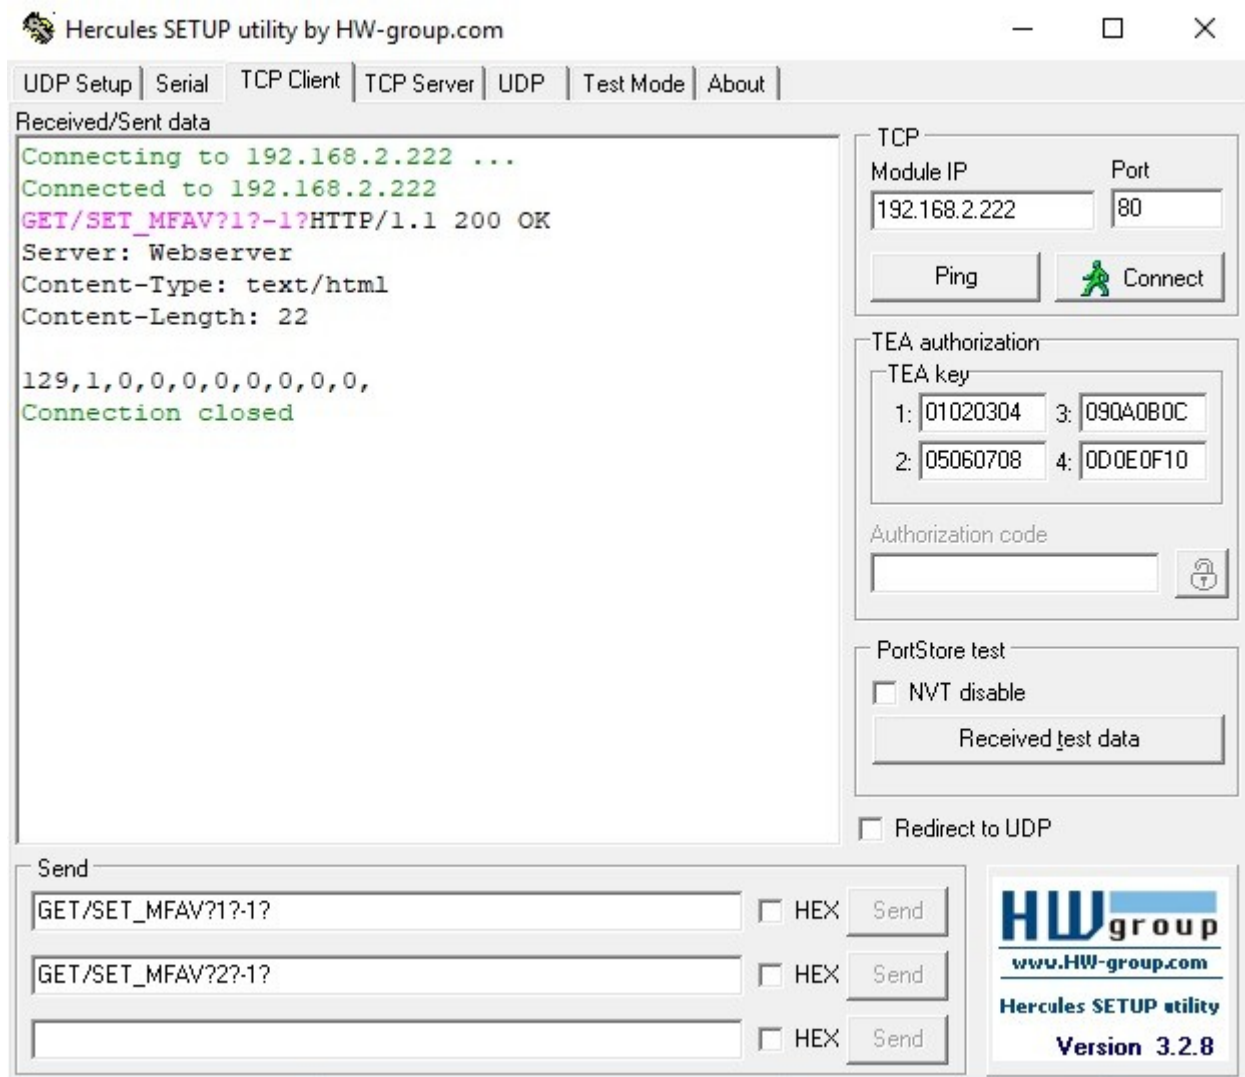 Hercules SETUP utility by HW-group.com
UDP Setup Serial TCP Client TCP Server UDP Test Mode About
Received/Sent data
Connecting to 192.168.2.222 ...
Connected to 192.168.2.222
GET/SET_MFAV?1?-1?HTTP/1.1 200 OK
Server: Webserver
Content-Type: text/html
Content-Length: 22
129,1,0,0,0,0,0,0,0,0,
Connection closed
TCP
Module IP Port
192.168.2.222 80
Ping Connect
TEA authorization
TEA key
1: 01020304 3: 090A0B0C
2: 05060708 4: 0D0E0F10
Authorization code
PortStore test
NVT disable
Received test data
Redirect to UDP
Send
GET/SET_MFAV?1?-1? HEX Send
GET/SET_MFAV?2?-1? HEX Send
HEX Send
HW group
www.HW-group.com
Hercules SETUP utility
Version 3.2.8